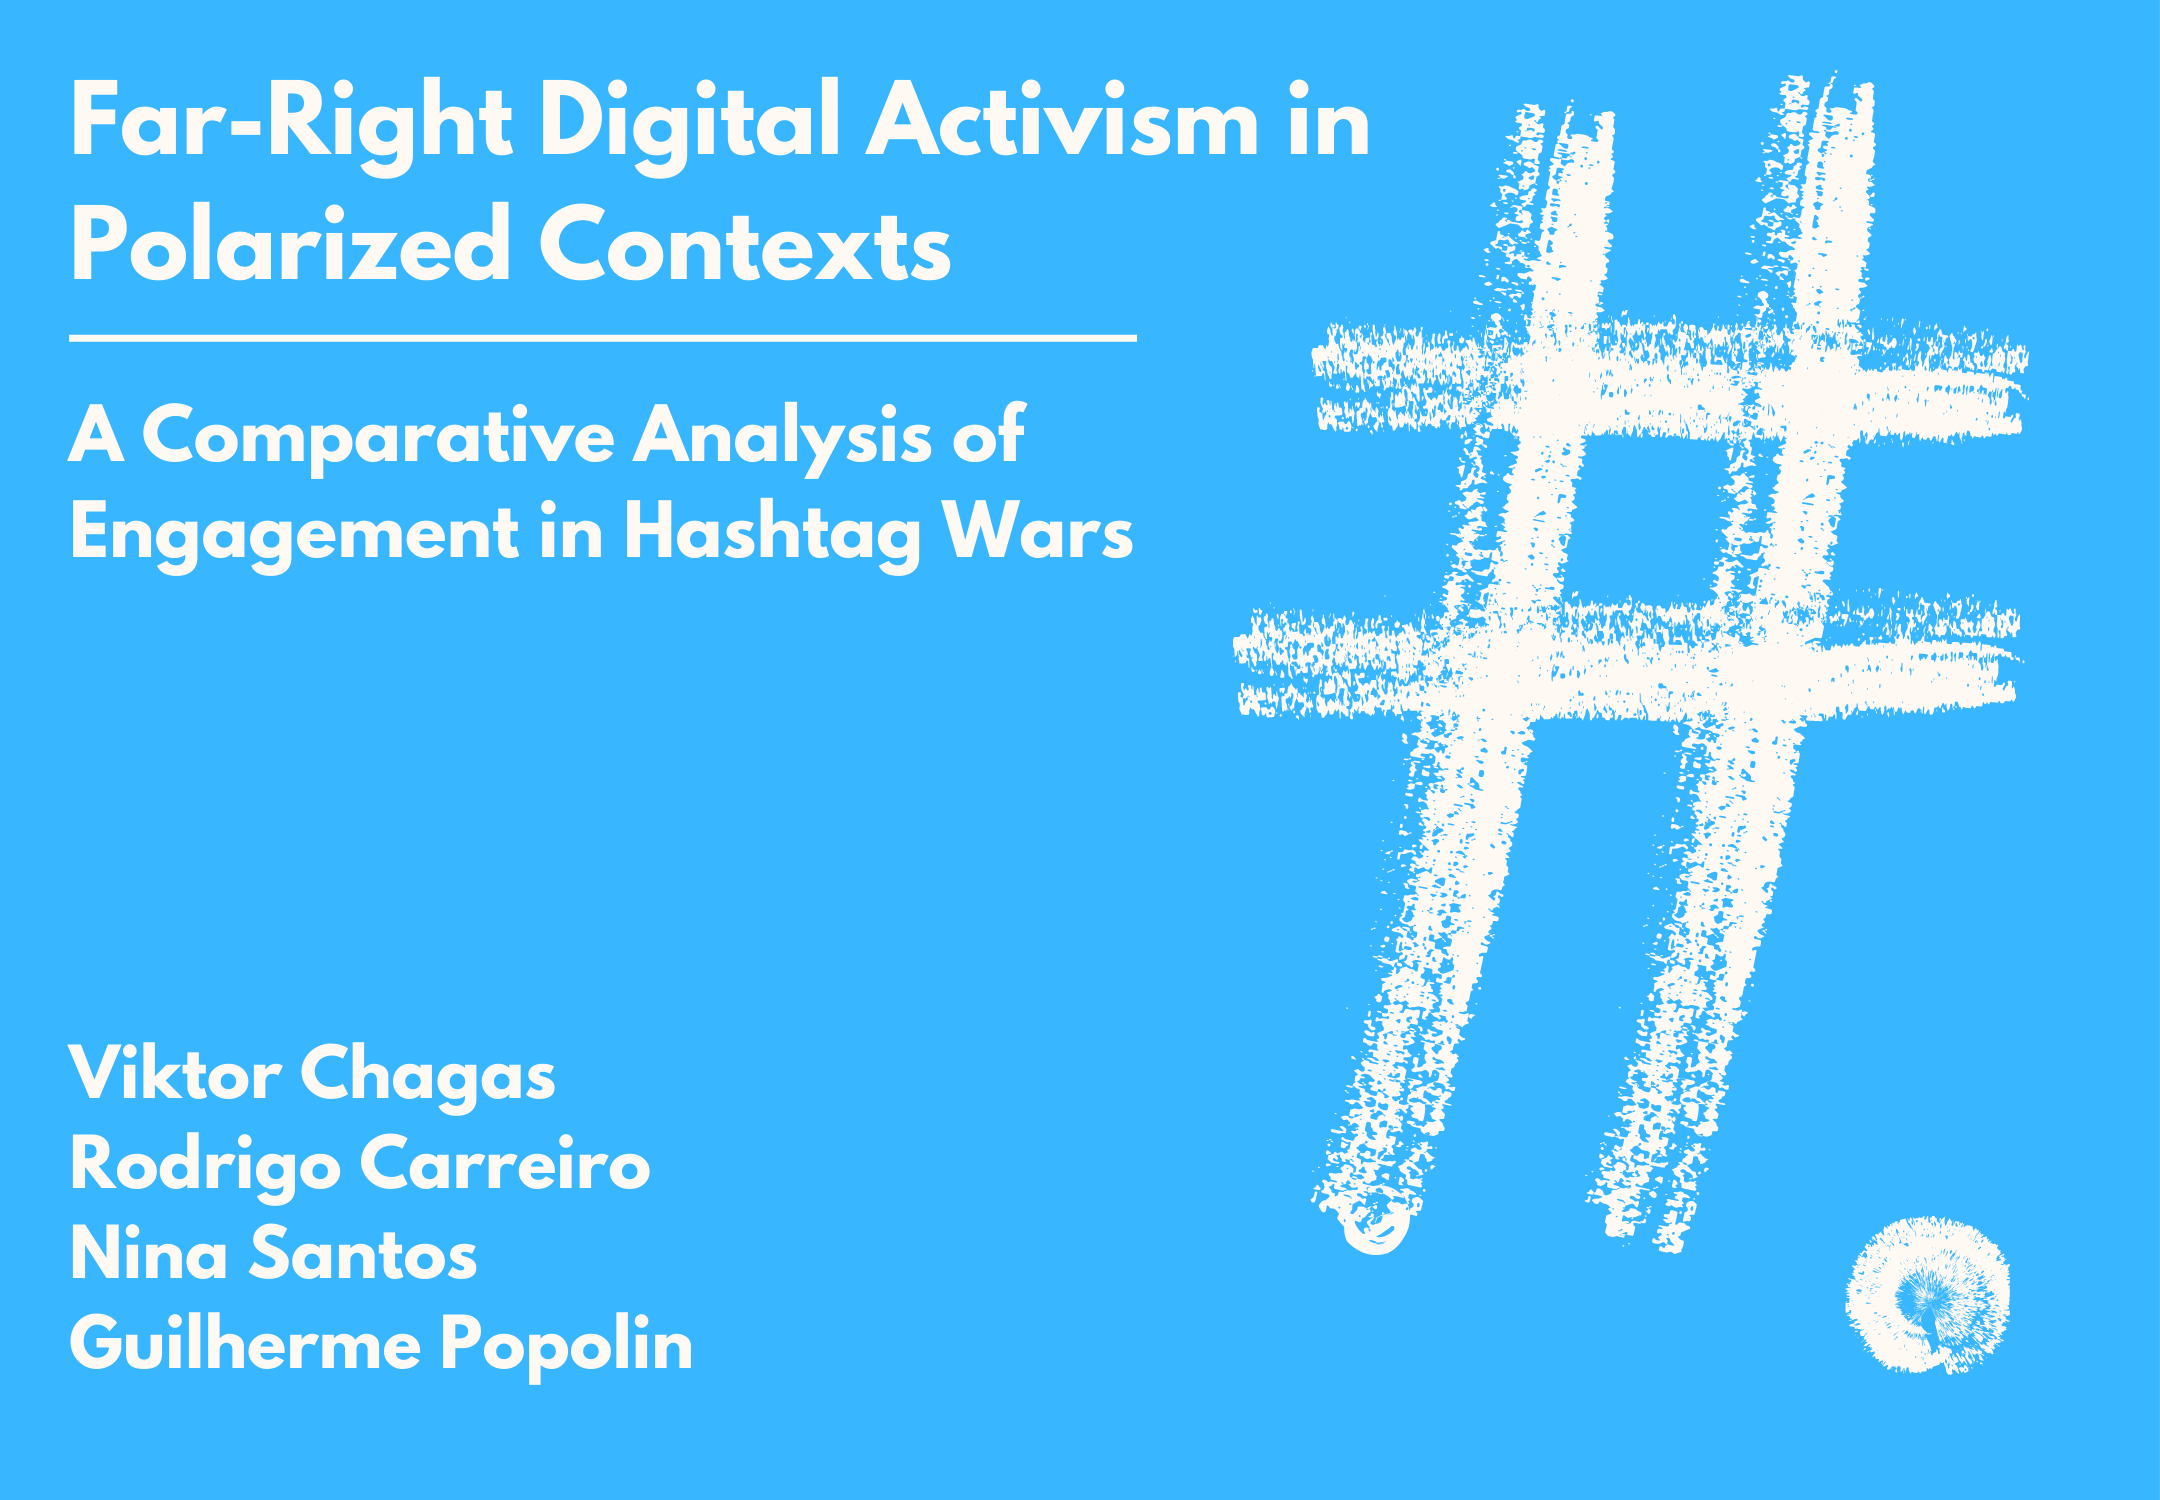 Far-Right Digital Activism in
Polarized Contexts
A Comparative Analysis of
Engagement in Hashtag Wars
#.
Viktor Chagas
Rodrigo Carreiro
Nina Santos
Guilherme Popolin